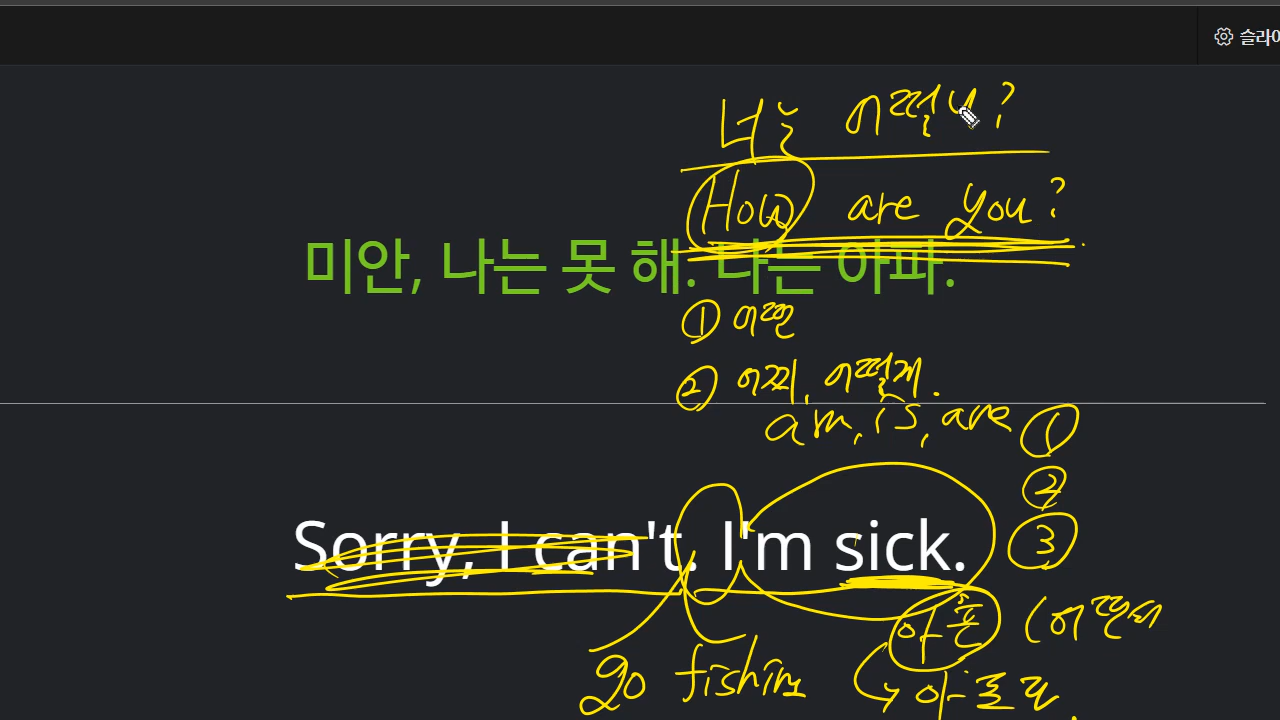 슬라이
너는 어떠니?
How are you?
미안, 나는 못 해. 나는 아파.
① 어떤
② 어찌, 어떻게.
am, is, are ①
②
Sorry, I can't. I'm sick.
③
아픈
go fishing